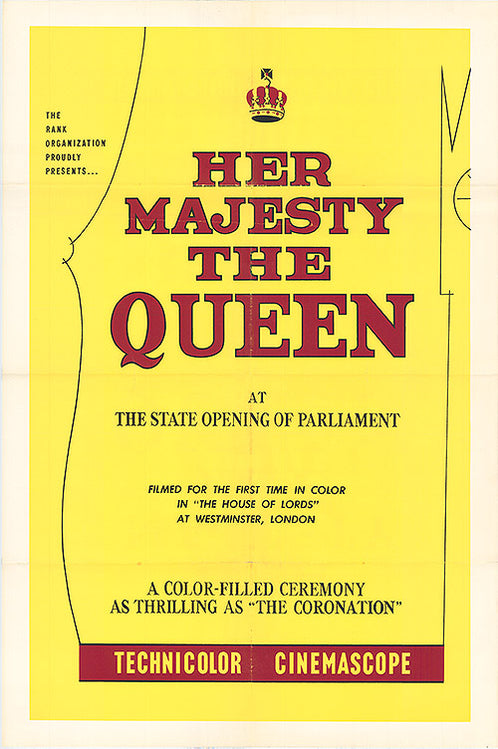 THE
RANK
ORGANIZATION
PROUDLY
PRESENTS...
HER
MAJESTY
THE
QUEEN
AT
THE STATE OPENING OF PARLIAMENT
FILMED FOR THE FIRST TIME IN COLOR
IN "THE HOUSE OF LORDS"
AT WESTMINSTER, LONDON
A COLOR-FILLED CEREMONY
AS THRILLING AS "THE CORONATION"
TECHNICOLOR CINEMASCOPE